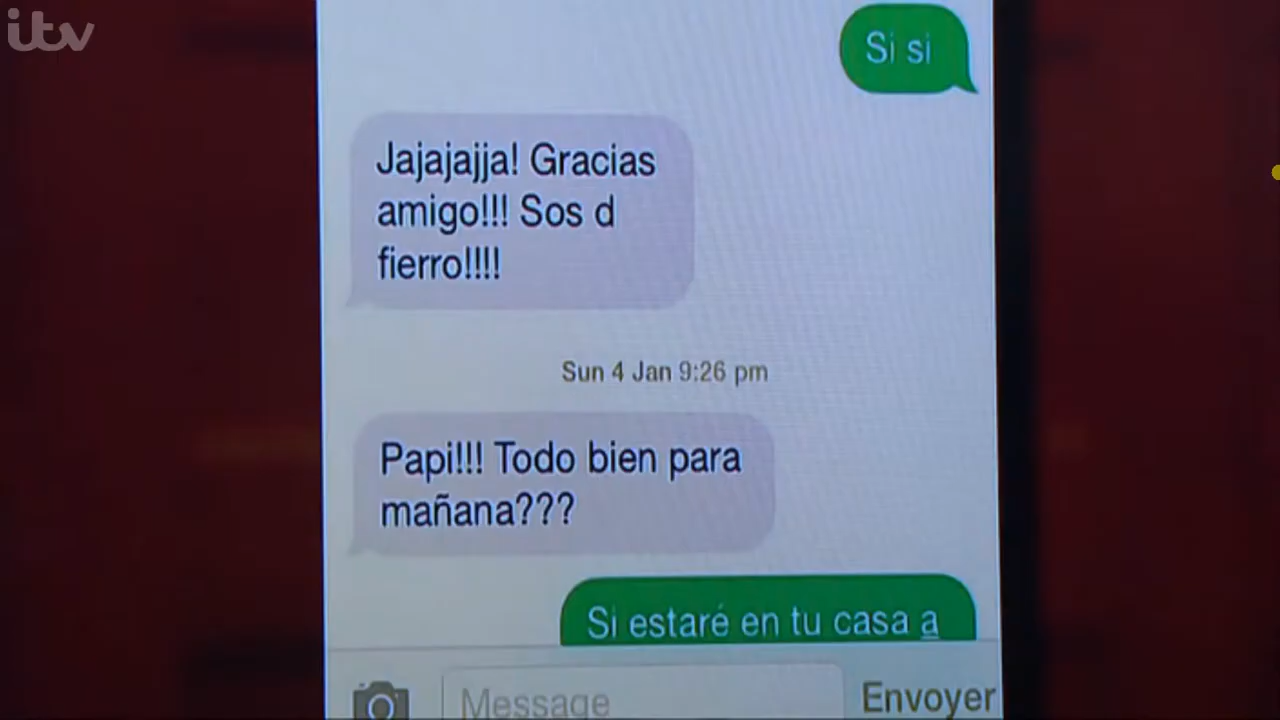 itv
Si si
Jajajajja! Gracias
amigo!!! Sos d
fierro!!!!
Sun 4 Jan 9:26 pm
Papi!!! Todo bien para
mañana???
Si estaré en tu casa a
Message
Envoyer